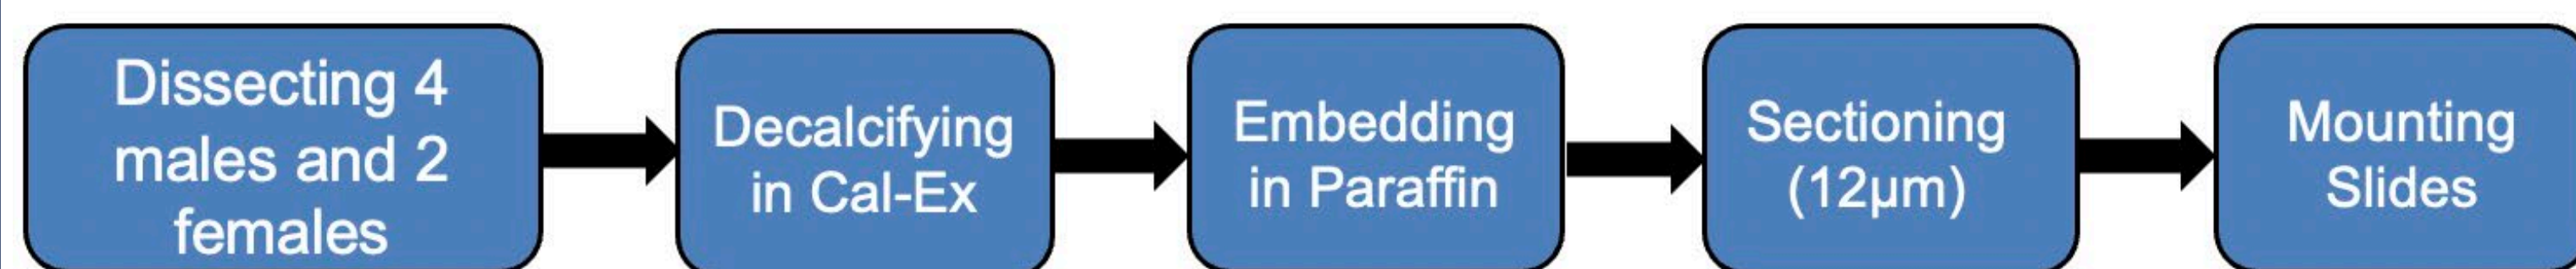 Dissecting 4
males and 2
females
Decalcifying
in Cal-Ex
Embedding
in Paraffin
Sectioning
(12µm)
Mounting
Slides